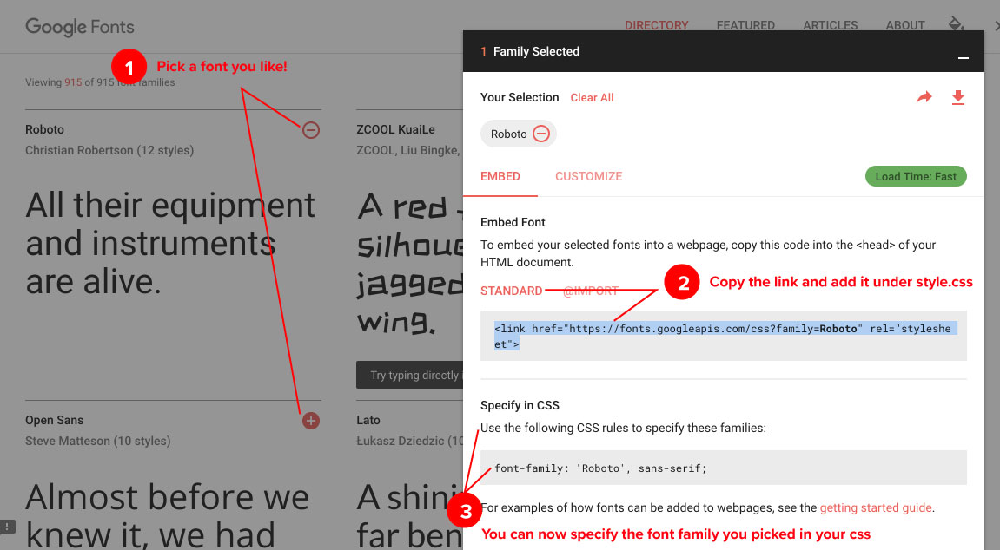 Google Fonts
DIRECTORY FEATURED ARTICLES ABOUT
1 Pick a font you like!
Viewing 915 of 915 font families
Roboto
Christian Robertson (12 styles)
All their equipment
and instruments
are alive.
ZCOOL KuaiLe
ZCOOL, Liu Bingke,
A red
silhoue
jagged
wing.
Try typing directly
Open Sans
Steve Matteson (10 styles)
Almost before we
knew it, we had
Lato
Łukasz Dziedzic (10
A shini
far ben
1 Family Selected
Your Selection Clear All
Roboto
EMBED CUSTOMIZE Load Time: Fast
Embed Font
To embed your selected fonts into a webpage, copy this code into the <head> of your
HTML document.
STANDARD @IMPORT
2 Copy the link and add it under style.css
<link href="https://fonts.googleapis.com/css?family=Roboto" rel="styleshe
et">
Specify in CSS
Use the following CSS rules to specify these families:
font-family: 'Roboto', sans-serif;
3
For examples of how fonts can be added to webpages, see the getting started guide.
You can now specify the font family you picked in your css